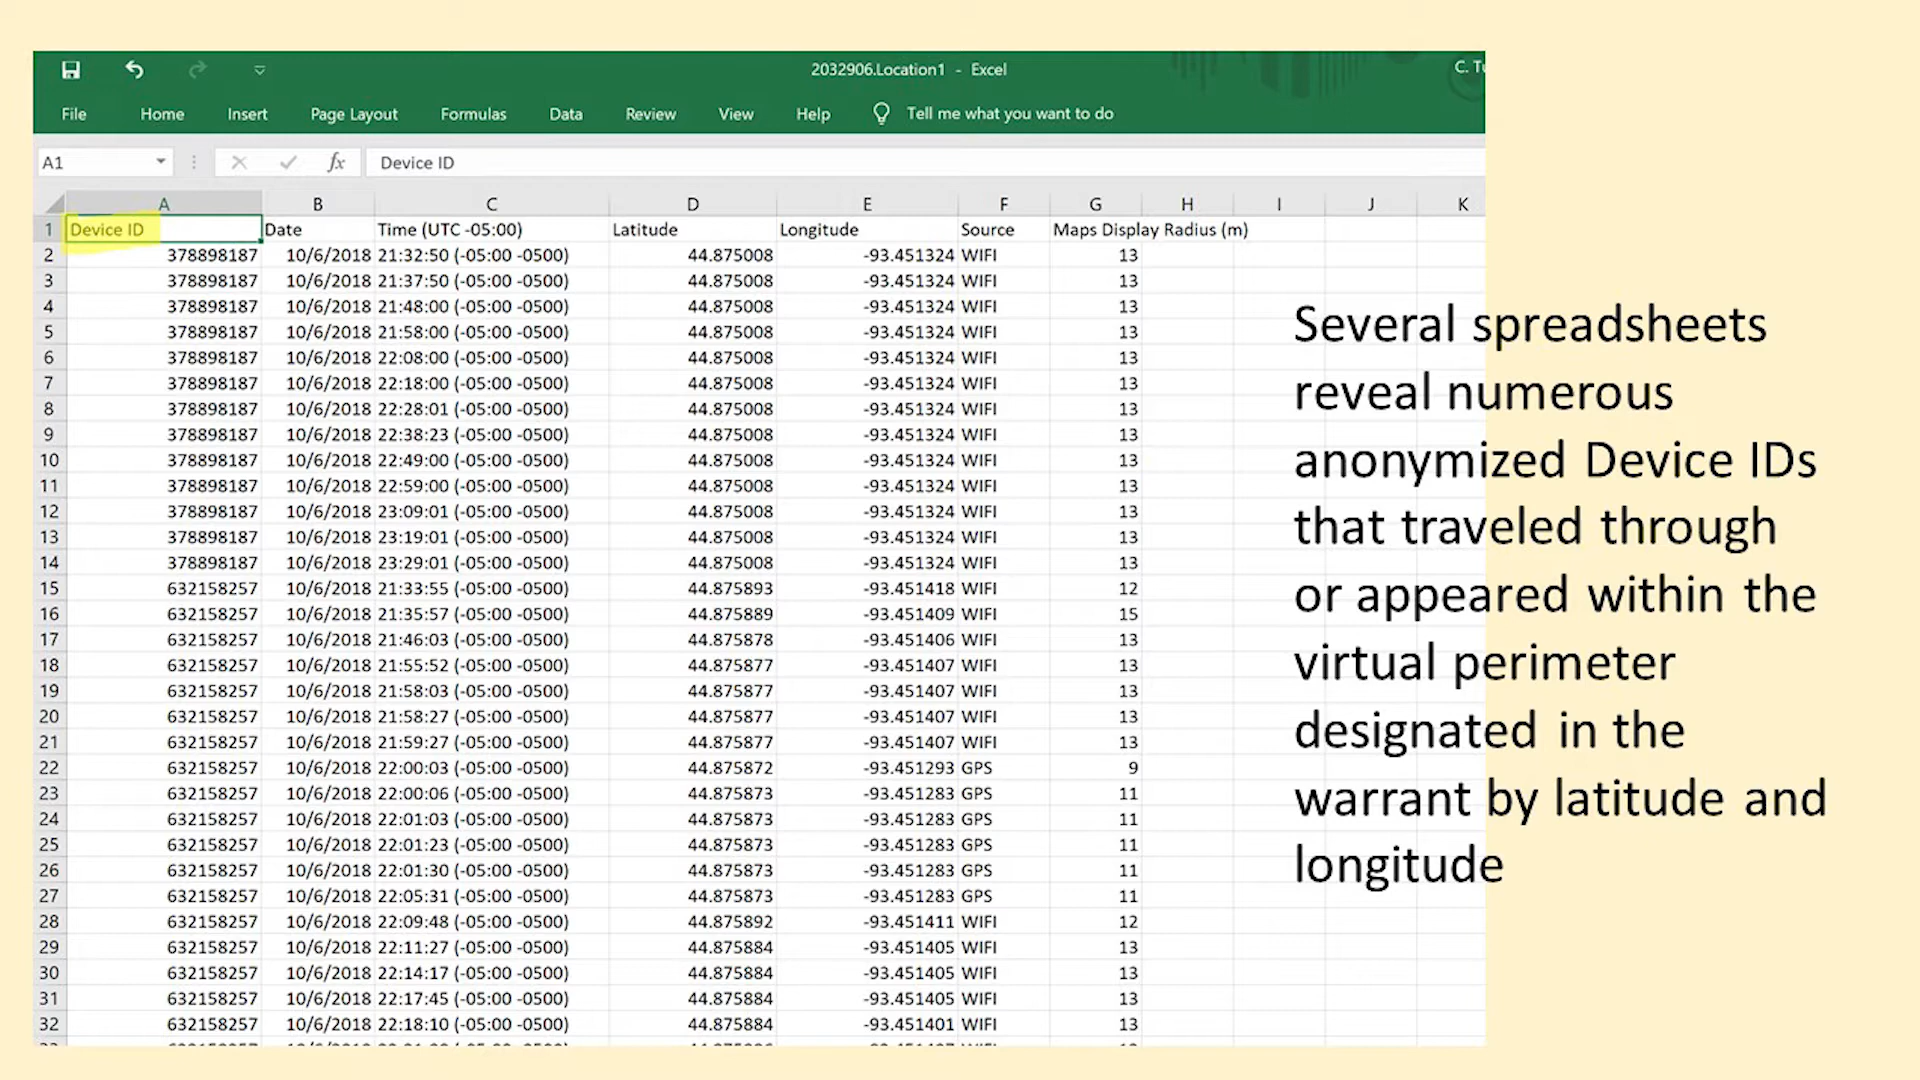 2032906.Location1 - Excel
C. Tu
File Home Insert Page Layout Formulas Data Review View Help Tell me what you want to do
A1 fx Device ID
A B C D E F G H I J K
1 Device ID Date Time (UTC -05:00) Latitude Longitude Source Maps Display Radius (m)
2 378898187 10/6/2018 21:32:50 (-05:00 -0500) 44.875008 -93.451324 WIFI 13
3 378898187 10/6/2018 21:37:50 (-05:00 -0500) 44.875008 -93.451324 WIFI 13
4 378898187 10/6/2018 21:48:00 (-05:00 -0500) 44.875008 -93.451324 WIFI 13
5 378898187 10/6/2018 21:58:00 (-05:00 -0500) 44.875008 -93.451324 WIFI 13
6 378898187 10/6/2018 22:08:00 (-05:00 -0500) 44.875008 -93.451324 WIFI 13
7 378898187 10/6/2018 22:18:00 (-05:00 -0500) 44.875008 -93.451324 WIFI 13
8 378898187 10/6/2018 22:28:01 (-05:00 -0500) 44.875008 -93.451324 WIFI 13
9 378898187 10/6/2018 22:38:23 (-05:00 -0500) 44.875008 -93.451324 WIFI 13
10 378898187 10/6/2018 22:49:00 (-05:00 -0500) 44.875008 -93.451324 WIFI 13
11 378898187 10/6/2018 22:59:00 (-05:00 -0500) 44.875008 -93.451324 WIFI 13
12 378898187 10/6/2018 23:09:01 (-05:00 -0500) 44.875008 -93.451324 WIFI 13
13 378898187 10/6/2018 23:19:01 (-05:00 -0500) 44.875008 -93.451324 WIFI 13
14 378898187 10/6/2018 23:29:01 (-05:00 -0500) 44.875008 -93.451324 WIFI 13
15 632158257 10/6/2018 21:33:55 (-05:00 -0500) 44.875893 -93.451418 WIFI 12
16 632158257 10/6/2018 21:35:57 (-05:00 -0500) 44.875889 -93.451409 WIFI 15
17 632158257 10/6/2018 21:46:03 (-05:00 -0500) 44.875878 -93.451406 WIFI 13
18 632158257 10/6/2018 21:55:52 (-05:00 -0500) 44.875877 -93.451407 WIFI 13
19 632158257 10/6/2018 21:58:03 (-05:00 -0500) 44.875877 -93.451407 WIFI 13
20 632158257 10/6/2018 21:58:27 (-05:00 -0500) 44.875877 -93.451407 WIFI 13
21 632158257 10/6/2018 21:59:27 (-05:00 -0500) 44.875877 -93.451407 WIFI 13
22 632158257 10/6/2018 22:00:03 (-05:00 -0500) 44.875872 -93.451293 GPS 9
23 632158257 10/6/2018 22:00:06 (-05:00 -0500) 44.875873 -93.451283 GPS 11
24 632158257 10/6/2018 22:01:03 (-05:00 -0500) 44.875873 -93.451283 GPS 11
25 632158257 10/6/2018 22:01:23 (-05:00 -0500) 44.875873 -93.451283 GPS 11
26 632158257 10/6/2018 22:01:30 (-05:00 -0500) 44.875873 -93.451283 GPS 11
27 632158257 10/6/2018 22:05:31 (-05:00 -0500) 44.875873 -93.451283 GPS 11
28 632158257 10/6/2018 22:09:48 (-05:00 -0500) 44.875892 -93.451411 WIFI 12
29 632158257 10/6/2018 22:11:27 (-05:00 -0500) 44.875884 -93.451405 WIFI 13
30 632158257 10/6/2018 22:14:17 (-05:00 -0500) 44.875884 -93.451405 WIFI 13
31 632158257 10/6/2018 22:17:45 (-05:00 -0500) 44.875884 -93.451405 WIFI 13
32 632158257 10/6/2018 22:18:10 (-05:00 -0500) 44.875884 -93.451401 WIFI 13
Several spreadsheets
reveal numerous
anonymized Device IDs
that traveled through
or appeared within the
virtual perimeter
designated in the
warrant by latitude and
longitude